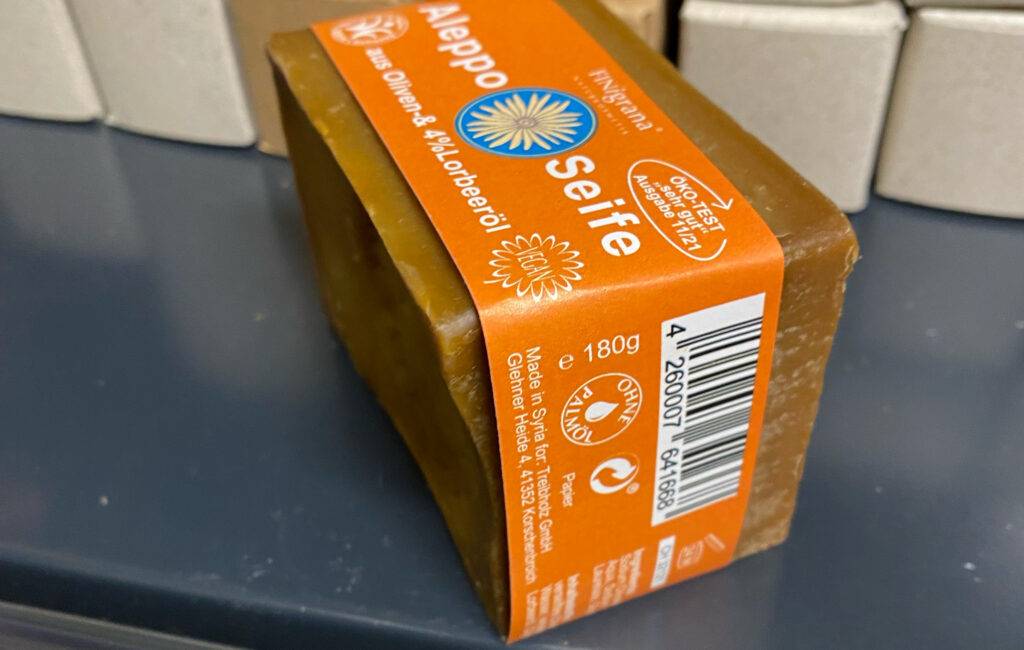 Aleppo
Seife
aus Oliven-& 4%Lorbeeröl
FINigrana®
ÖKO-TEST
„sehr gut“
Ausgabe 11/21
VEGAN
e 180g
OHNE
PALMÖL
Made in Syria for: Treibholz GmbH
Glehner Heide 4, 41352 Korschenbroich
Papier
4 260007 641668